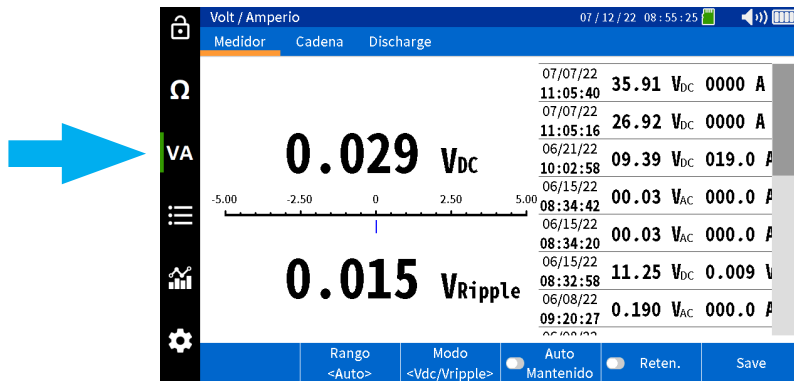 Volt / Amperio
07 / 12 / 22 08 : 55 : 25
Medidor Cadena Discharge
Ω
VA
0.029 VDC
-5.00 -2.50 0 2.50 5.00
0.015 VRipple
07/07/22
11:05:40 35.91 VDC 0000 A
07/07/22
11:05:16 26.92 VDC 0000 A
06/21/22
10:02:58 09.39 VDC 019.0 A
06/15/22
08:34:42 00.03 VAC 000.0 A
06/15/22
08:34:20 00.03 VAC 000.0 A
06/15/22
08:32:58 11.25 VDC 0.009 V
06/08/22
09:20:27 0.190 VAC 000.0 A
Rango
<Auto>
Modo
<Vdc/Vripple>
Auto
Mantenido
Reten.
Save